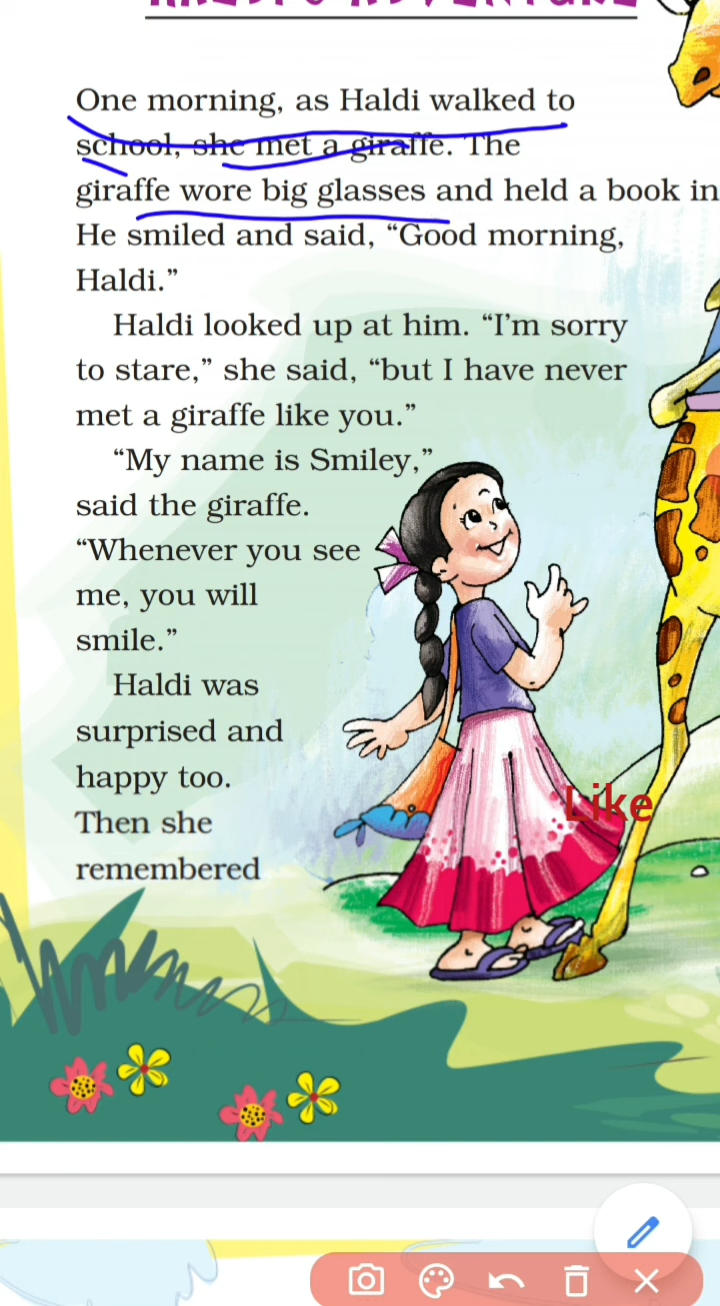 One morning, as Haldi walked to
school, she met a giraffe. The
giraffe wore big glasses and held a book in
He smiled and said, “Good morning,
Haldi.”
Haldi looked up at him. “I’m sorry
to stare,” she said, “but I have never
met a giraffe like you.”
“My name is Smiley,”
said the giraffe.
“Whenever you see
me, you will
smile.”
Haldi was
surprised and
happy too.
Then she
remembered
Like